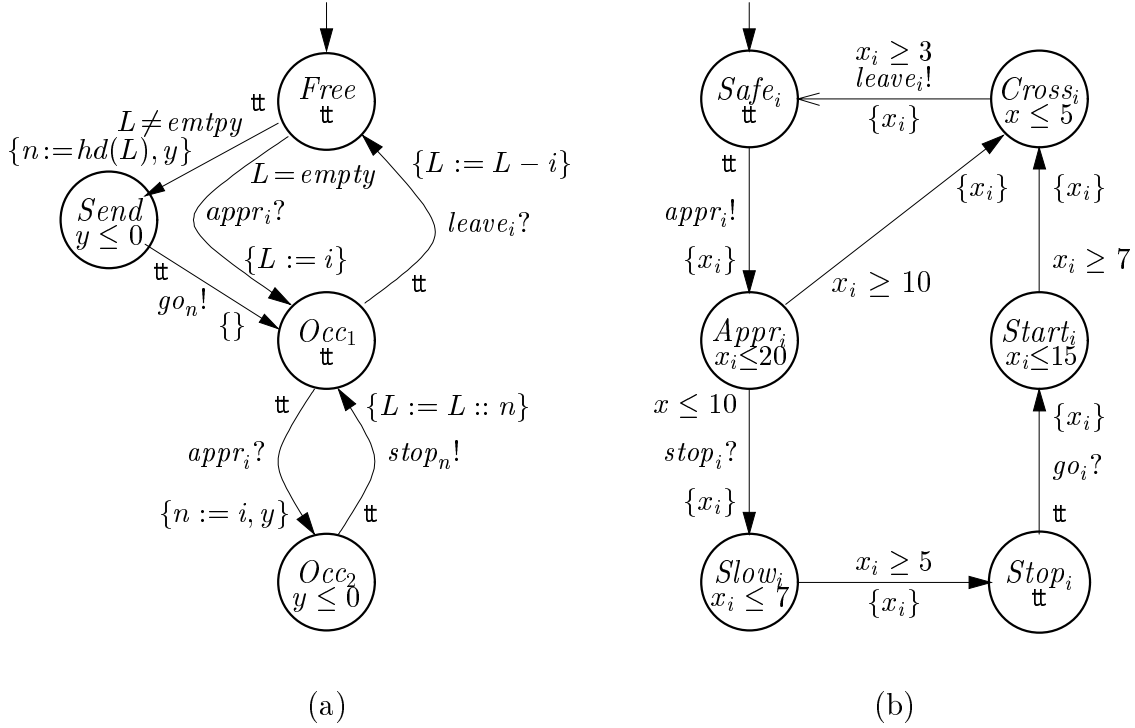 Free
tt
tt
L ≠ emtpy
{n:=hd(L), y}
L = empty
{L := L − i}
Send
y ≤ 0
appr_i?
leave_i?
tt
go_n!
{}
{L := i}
tt
Occ_1
tt
tt
{L := L :: n}
appr_i?
stop_n!
{n := i, y}
tt
Occ_2
y ≤ 0
(a)
Safe_i
tt
x_i ≥ 3
leave_i!
{x_i}
Cross_i
x ≤ 5
tt
appr_i!
{x_i}
{x_i}
{x_i}
x_i ≥ 10
x_i ≥ 7
Appr_i
x_i≤20
Start_i
x_i≤15
x ≤ 10
stop_i?
{x_i}
{x_i}
go_i?
tt
Slow_i
x_i ≤ 7
x_i ≥ 5
{x_i}
Stop_i
tt
(b)